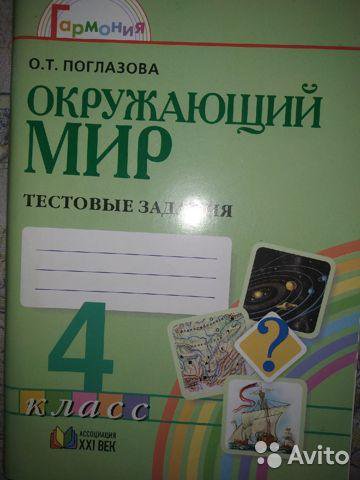 Гармония
О.Т. ПОГЛАЗОВА
ОКРУЖАЮЩИЙ
МИР
ТЕСТОВЫЕ ЗАДАНИЯ
?
4
класс
АССОЦИАЦИЯ
XXI ВЕК
Avito